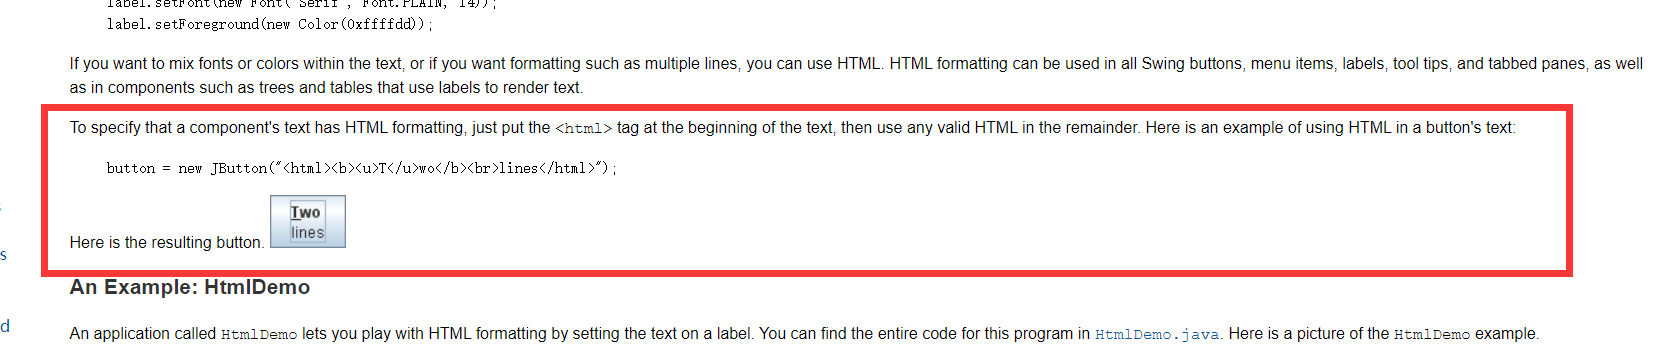 label.setFont(new Font("Serif", Font.PLAIN, 14));
label.setForeground(new Color(0xffffdd));
If you want to mix fonts or colors within the text, or if you want formatting such as multiple lines, you can use HTML. HTML formatting can be used in all Swing buttons, menu items, labels, tool tips, and tabbed panes, as well
as in components such as trees and tables that use labels to render text.
To specify that a component's text has HTML formatting, just put the <html> tag at the beginning of the text, then use any valid HTML in the remainder. Here is an example of using HTML in a button's text:
button = new JButton("<html><b><u>T</u>wo</b><br>lines</html>");
Two
lines
Here is the resulting button.
s
An Example: HtmlDemo
d
An application called HtmlDemo lets you play with HTML formatting by setting the text on a label. You can find the entire code for this program in HtmlDemo.java. Here is a picture of the HtmlDemo example.